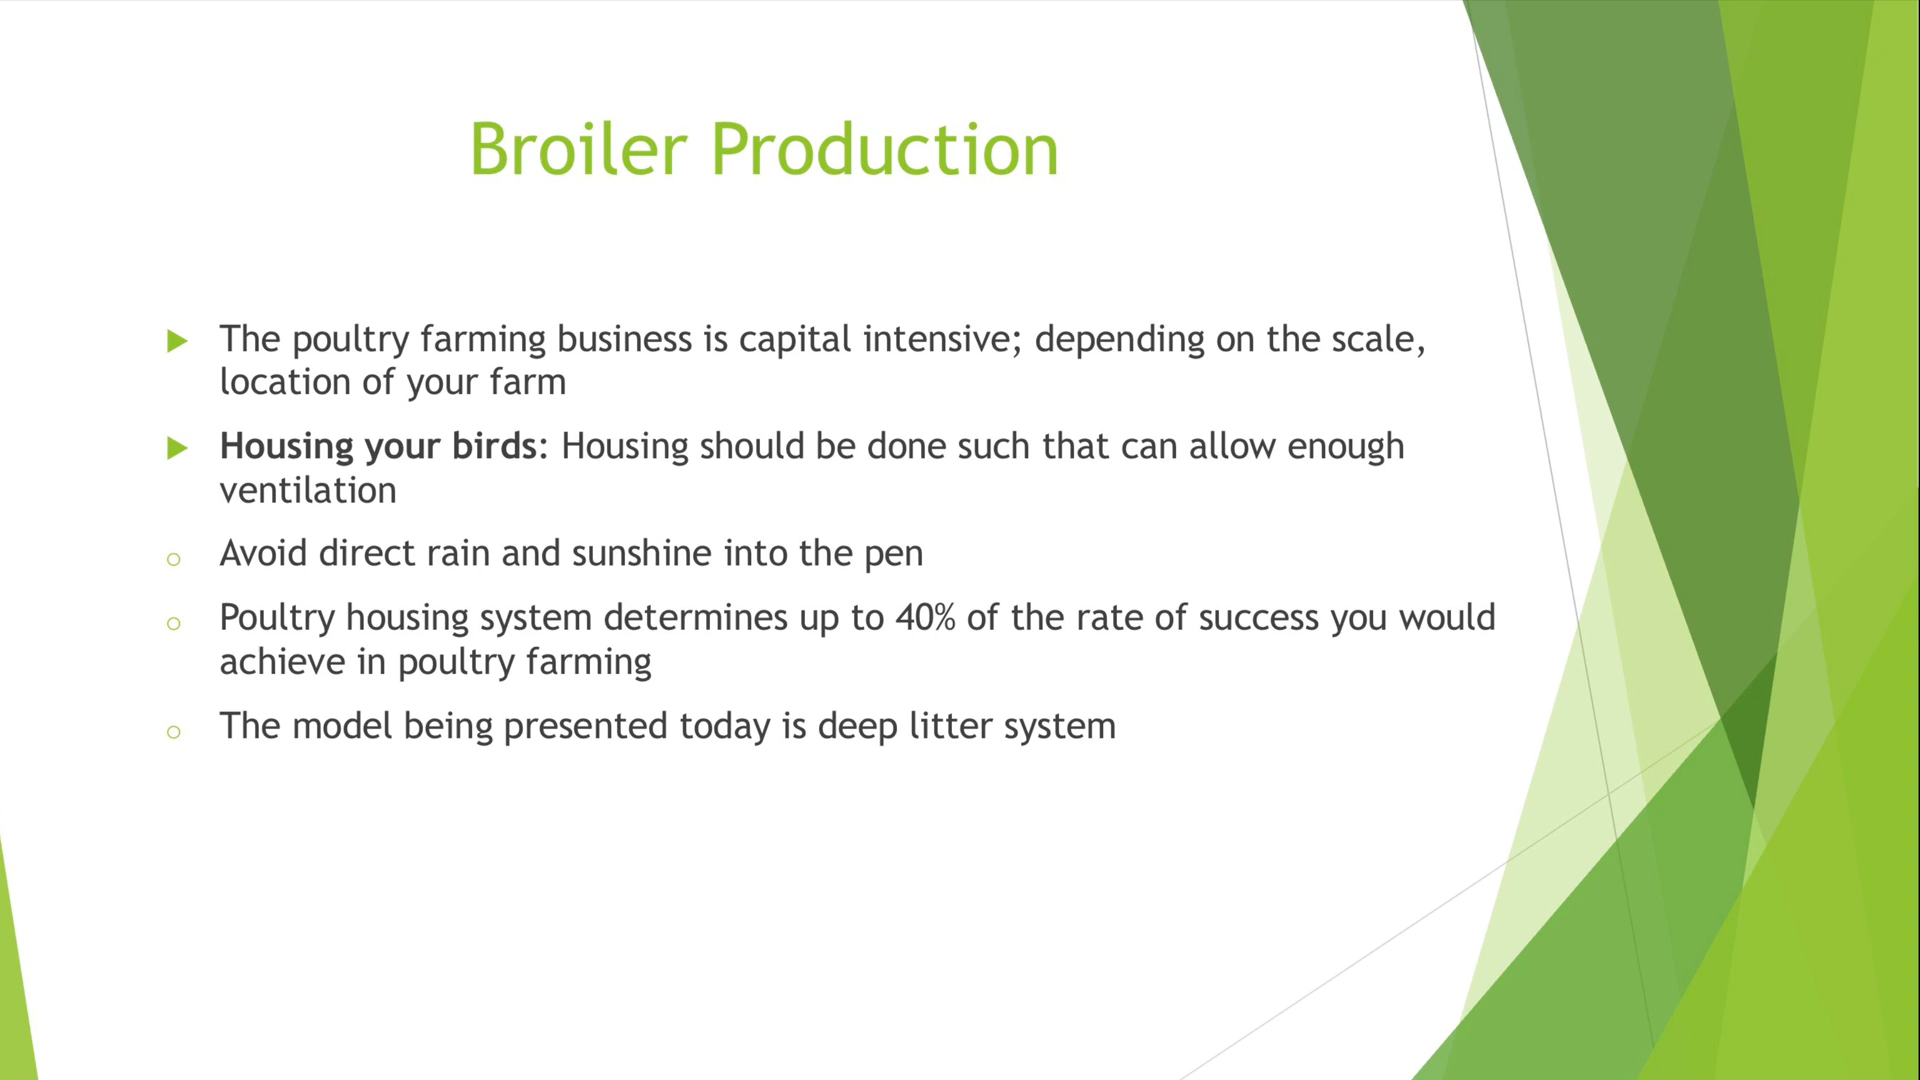 Broiler Production
The poultry farming business is capital intensive; depending on the scale,
location of your farm
Housing your birds: Housing should be done such that can allow enough
ventilation
Avoid direct rain and sunshine into the pen
Poultry housing system determines up to 40% of the rate of success you would
achieve in poultry farming
The model being presented today is deep litter system